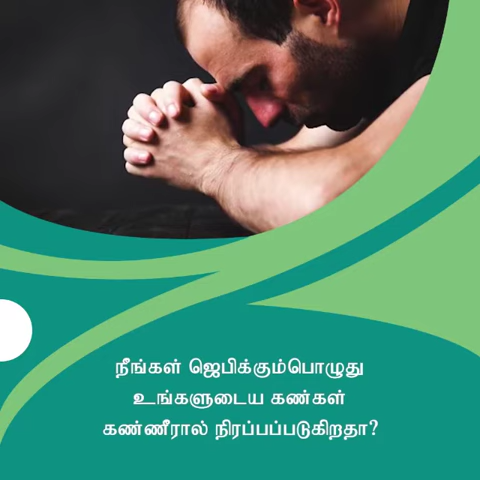 நீங்கள் ஜெபிக்கும்பொழுது
உங்களுடைய கண்கள்
கண்ணீரால் நிரப்பப்படுகிறதா?